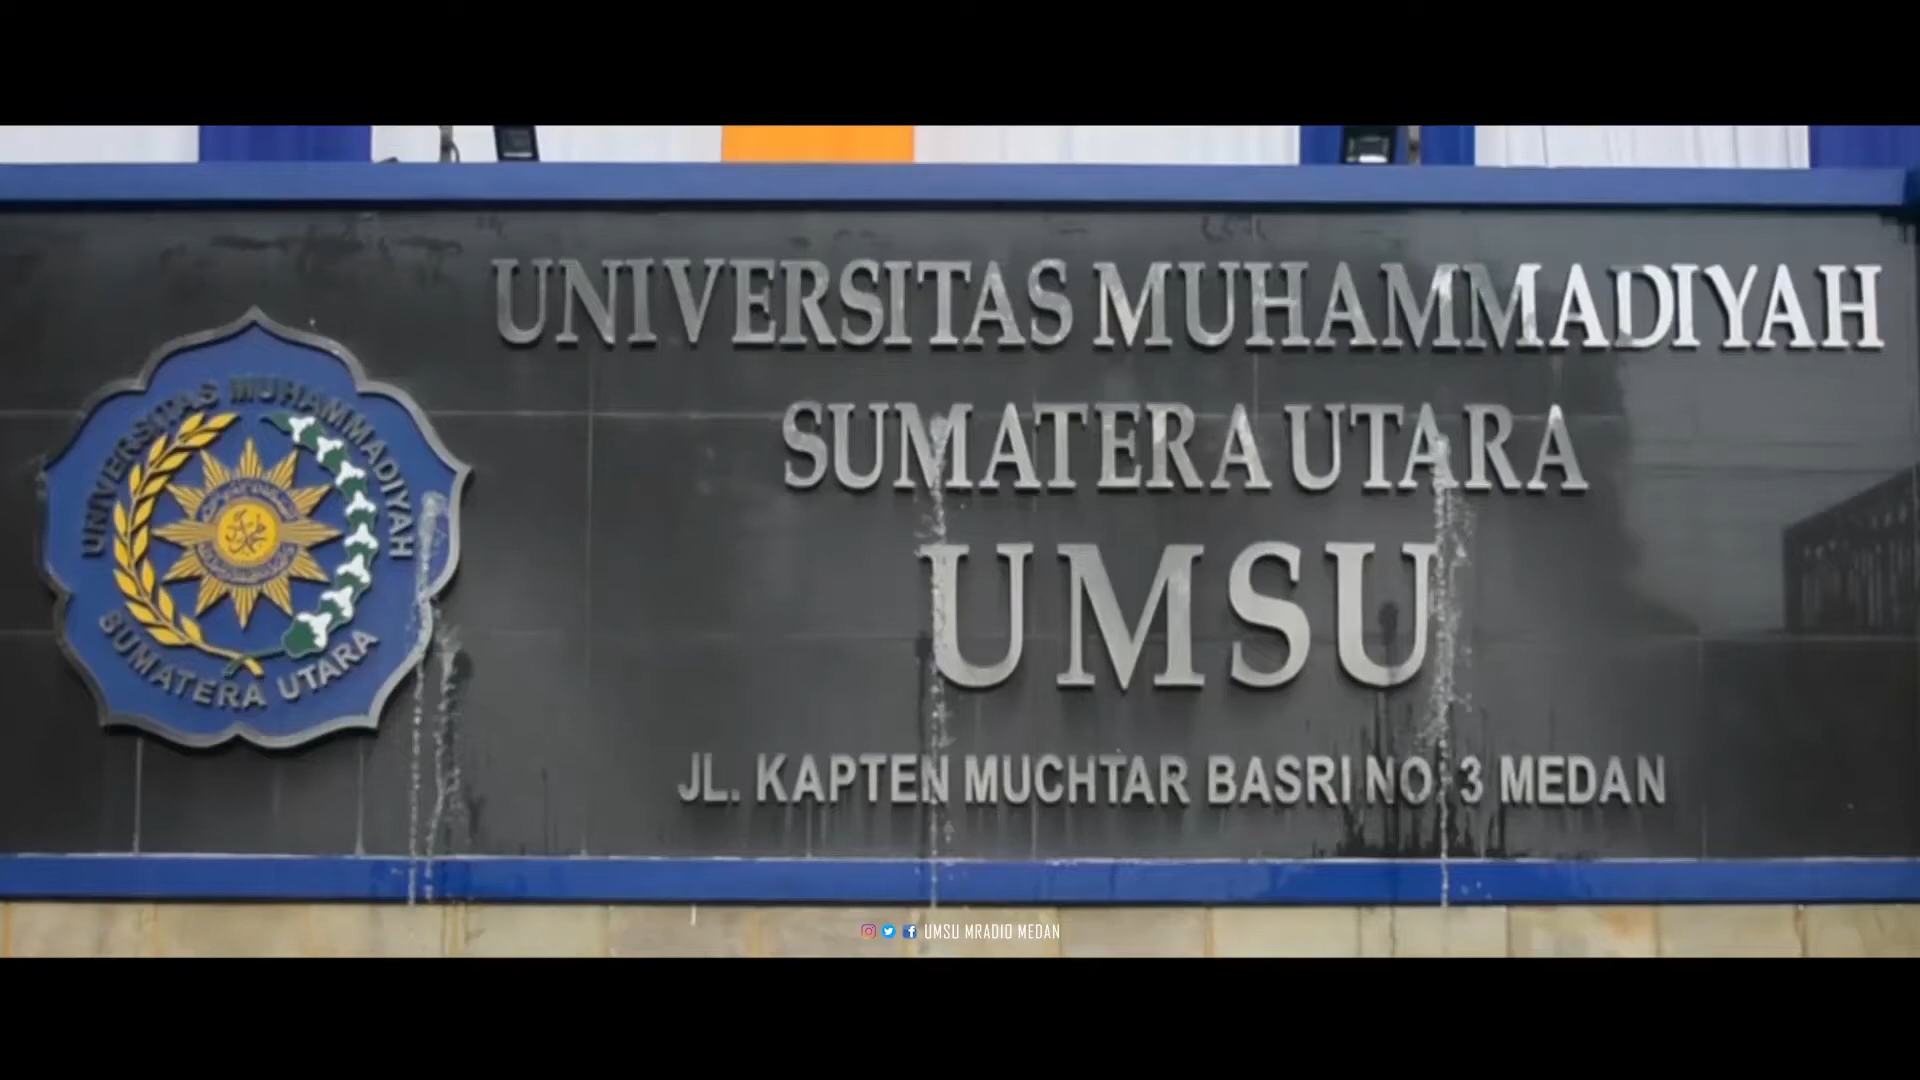 UNIVERSITAS MUHAMMADIYAH
SUMATERA UTARA
UMSU
JL. KAPTEN MUCHTAR BASRI NO. 3 MEDAN
UNIVERSITAS MUHAMMADIYAH
SUMATERA UTARA
UMSU MRADIO MEDAN